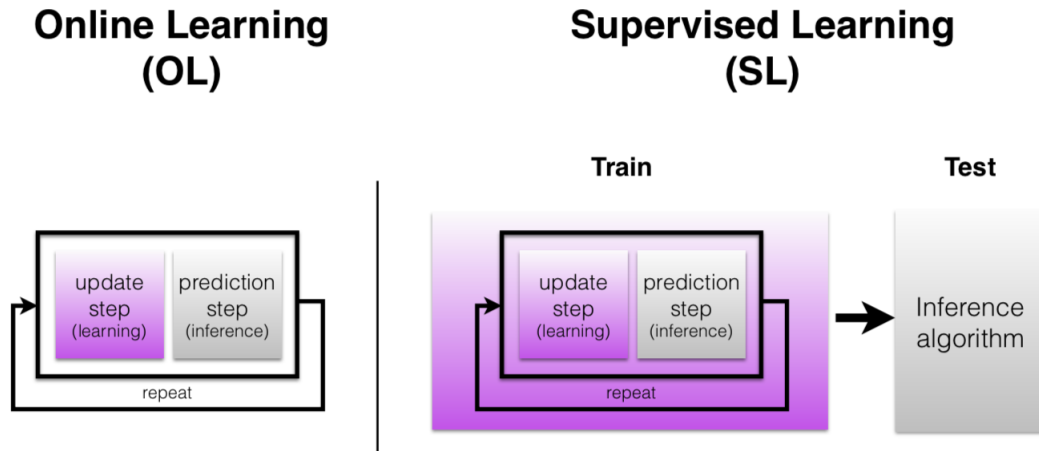 Online Learning
(OL)
update
step
(learning)
prediction
step
(inference)
repeat
Supervised Learning
(SL)
Train
Test
update
step
(learning)
prediction
step
(inference)
repeat
Inference
algorithm